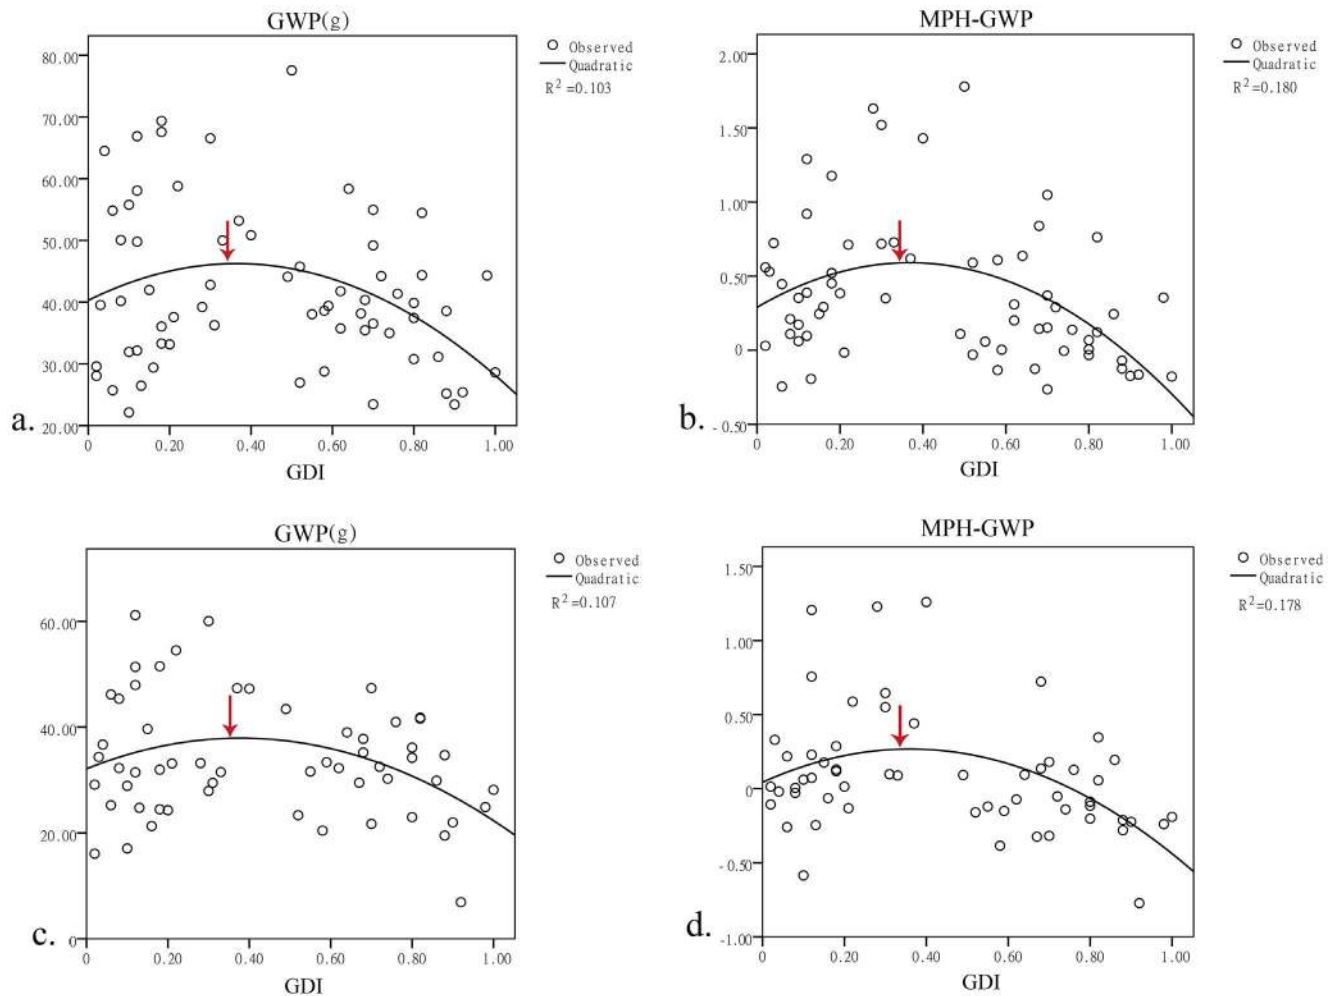 GWP(g)
Observed
Quadratic
R²=0.103
80.00
70.00
60.00
50.00
40.00
30.00
20.00
0 0.20 0.40 0.60 0.80 1.00
GDI
a.
MPH-GWP
Observed
Quadratic
R²=0.180
2.00
1.50
1.00
0.50
0
-0.50
0 0.20 0.40 0.60 0.80 1.00
GDI
b.
GWP(g)
Observed
Quadratic
R²=0.107
60.00
40.00
20.00
0
0 0.20 0.40 0.60 0.80 1.00
GDI
c.
MPH-GWP
Observed
Quadratic
R²=0.178
1.50
1.00
0.50
0
-0.50
-1.00
0 0.20 0.40 0.60 0.80 1.00
GDI
d.